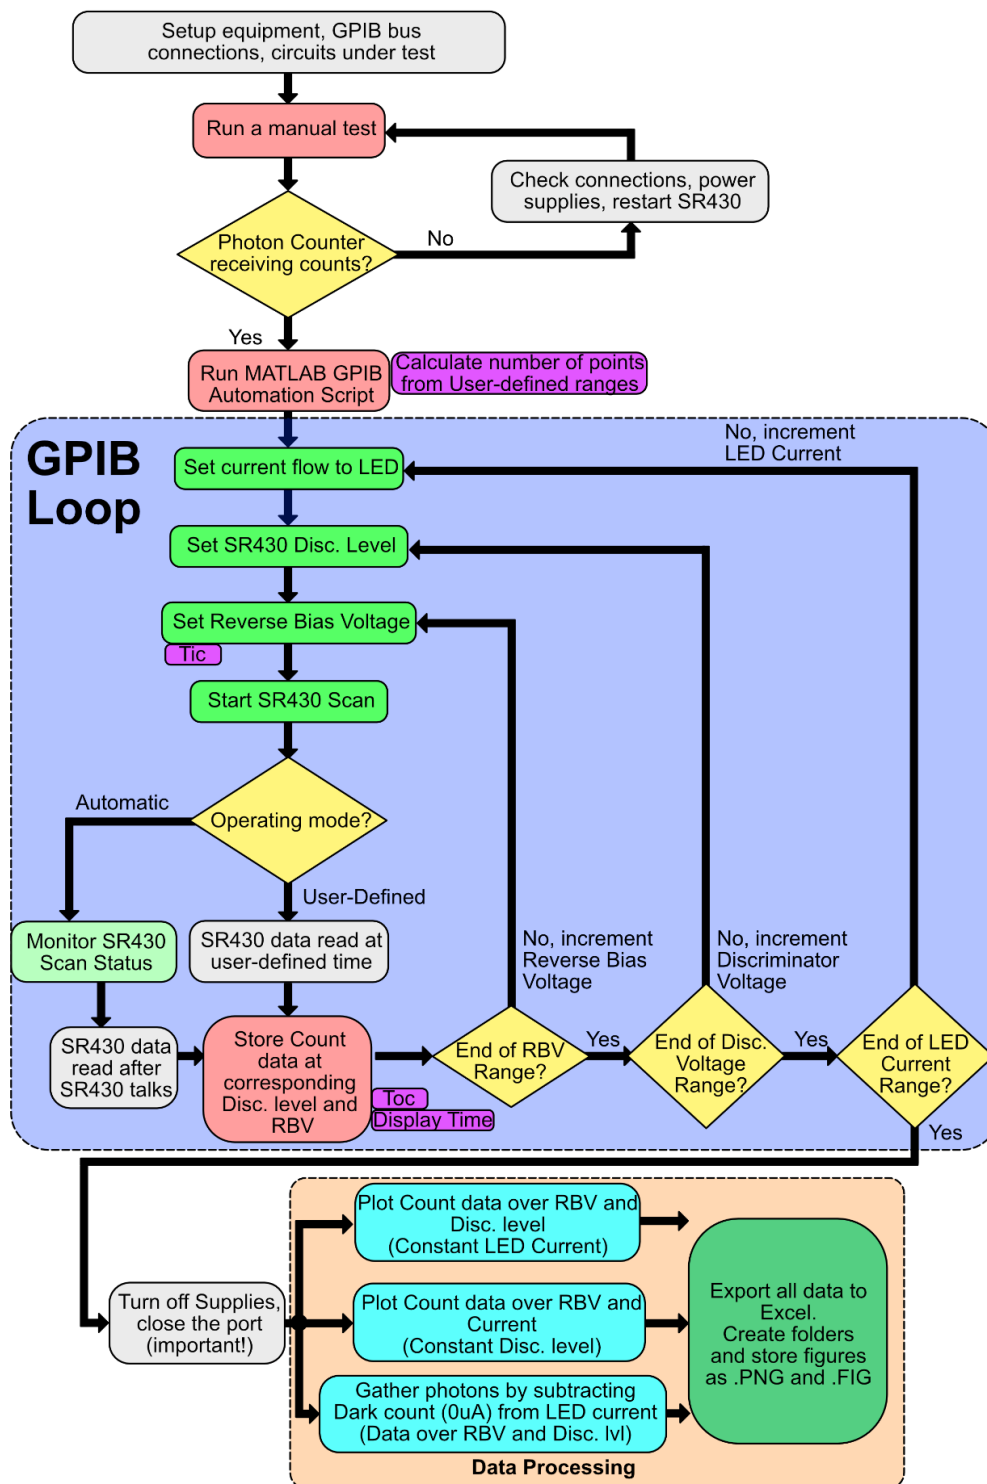 Setup equipment, GPIB bus
connections, circuits under test
Run a manual test
Check connections, power
supplies, restart SR430
Photon Counter
receiving counts?
No
Yes
Run MATLAB GPIB
Automation Script
Calculate number of points
from User-defined ranges
GPIB
Loop
No, increment
LED Current
Set current flow to LED
Set SR430 Disc. Level
Set Reverse Bias Voltage
Tic
Start SR430 Scan
Automatic
Operating mode?
User-Defined
Monitor SR430
Scan Status
SR430 data read at
user-defined time
No, increment
Reverse Bias
Voltage
No, increment
Discriminator
Voltage
SR430 data
read after
SR430 talks
Store Count
data at
corresponding
Disc. level and
RBV
Toc
Display Time
End of RBV
Range?
Yes
End of Disc.
Voltage
Range?
Yes
End of LED
Current
Range?
Yes
Plot Count data over RBV and
Disc. level
(Constant LED Current)
Turn off Supplies,
close the port
(important!)
Plot Count data over RBV and
Current
(Constant Disc. level)
Gather photons by subtracting
Dark count (0uA) from LED current
(Data over RBV and Disc. lvl)
Export all data to
Excel.
Create folders
and store figures
as .PNG and .FIG
Data Processing